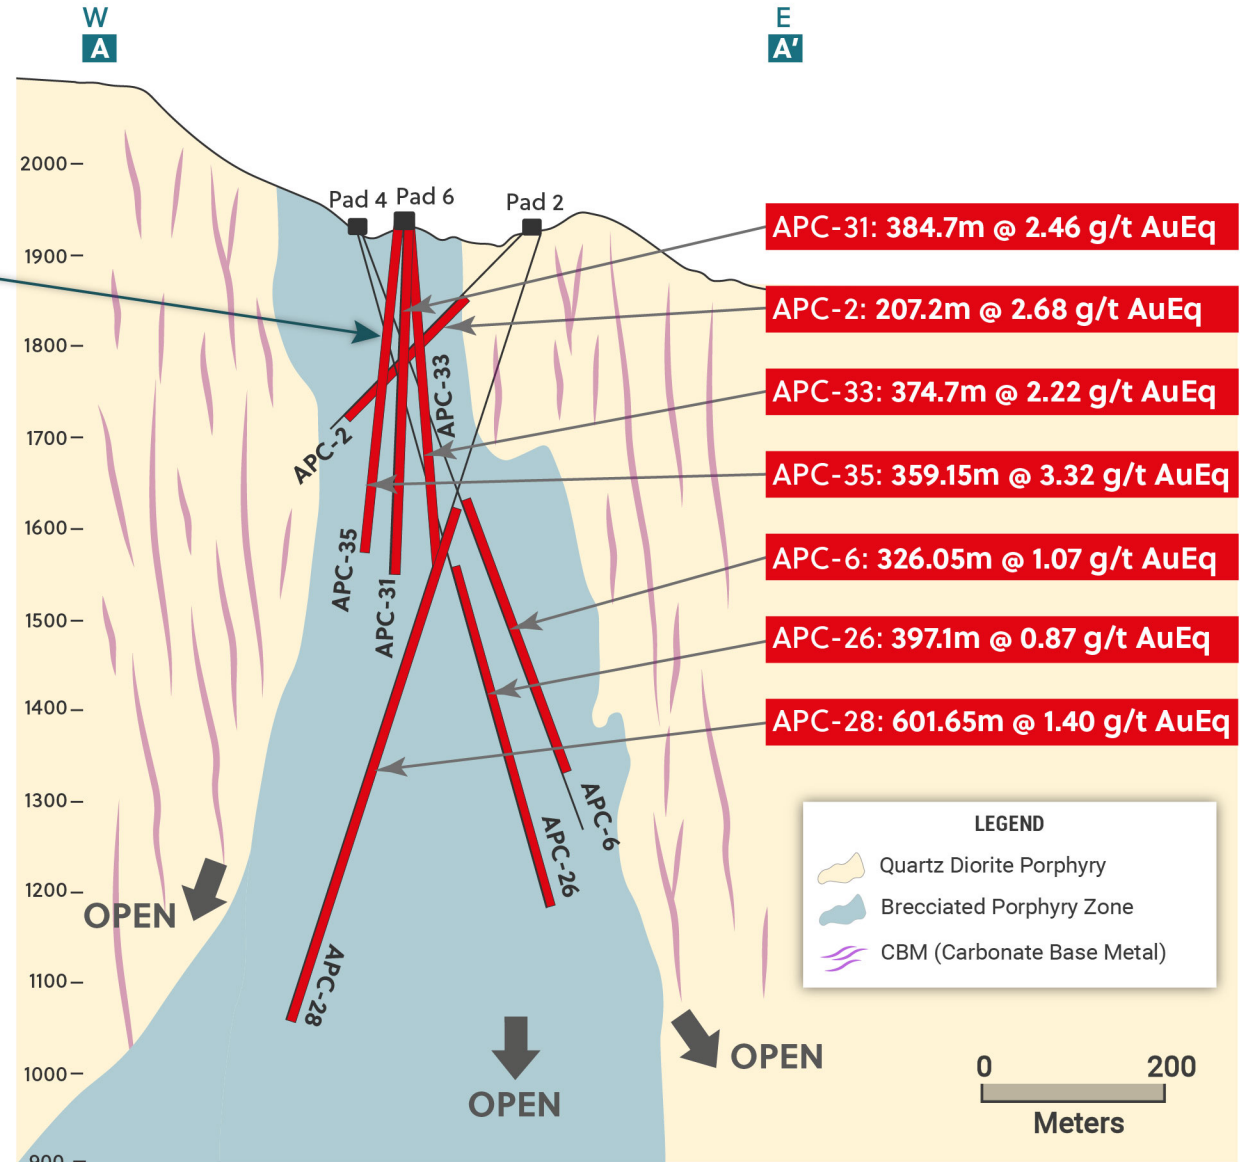 W
E
A
A'
2000
1900
1800
1700
1600
1500
1400
1300
1200
1100
1000
900
Pad 4
Pad 6
Pad 2
APC-31: 384.7m @ 2.46 g/t AuEq
APC-2: 207.2m @ 2.68 g/t AuEq
APC-33: 374.7m @ 2.22 g/t AuEq
APC-35: 359.15m @ 3.32 g/t AuEq
APC-6: 326.05m @ 1.07 g/t AuEq
APC-26: 397.1m @ 0.87 g/t AuEq
APC-28: 601.65m @ 1.40 g/t AuEq
APC-33
APC-2
APC-35
APC-31
APC-6
APC-26
APC-28
OPEN
OPEN
OPEN
LEGEND
Quartz Diorite Porphyry
Brecciated Porphyry Zone
CBM (Carbonate Base Metal)
0
200
Meters